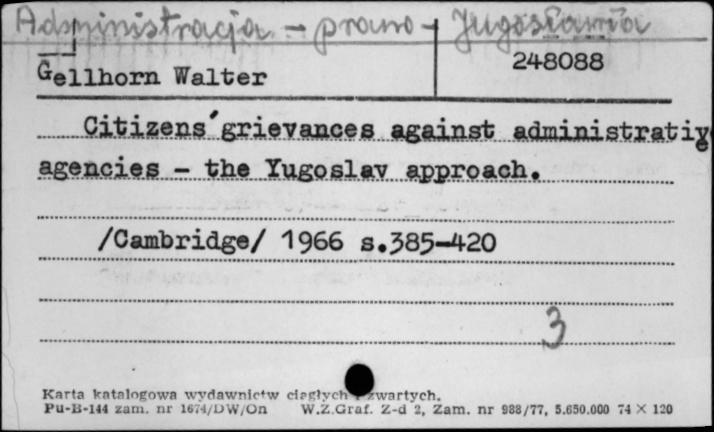 Administracja - prawo - Jugosławia
Gellhorn Walter
248088
Citizens'grievances against administrativ
agencies - the Yugoslav approach.
/Cambridge/ 1966 s.385-420
3
Karta katalogowa wydawnictw ciągłych i zwartych.
Pu-B-144 zam. nr 1674/DW/On W.Z.Graf. Z-d 2, Zam. nr 988/77, 5.650.000 74 × 120